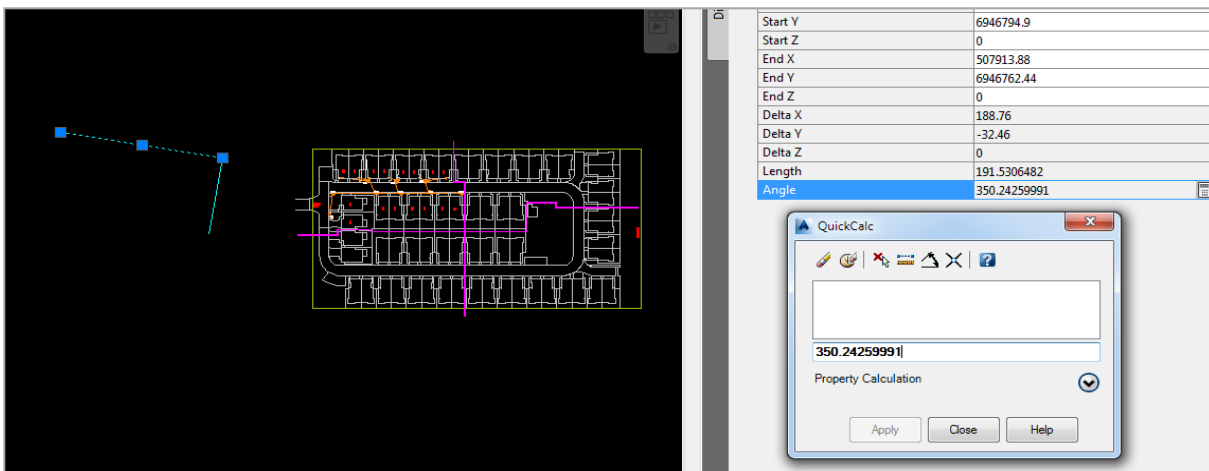 Di
Start Y 6946794.9
Start Z 0
End X 507913.88
End Y 6946762.44
End Z 0
Delta X 188.76
Delta Y -32.46
Delta Z 0
Length 191.5306482
Angle 350.24259991
QuickCalc
350.24259991
Property Calculation
Apply Close Help